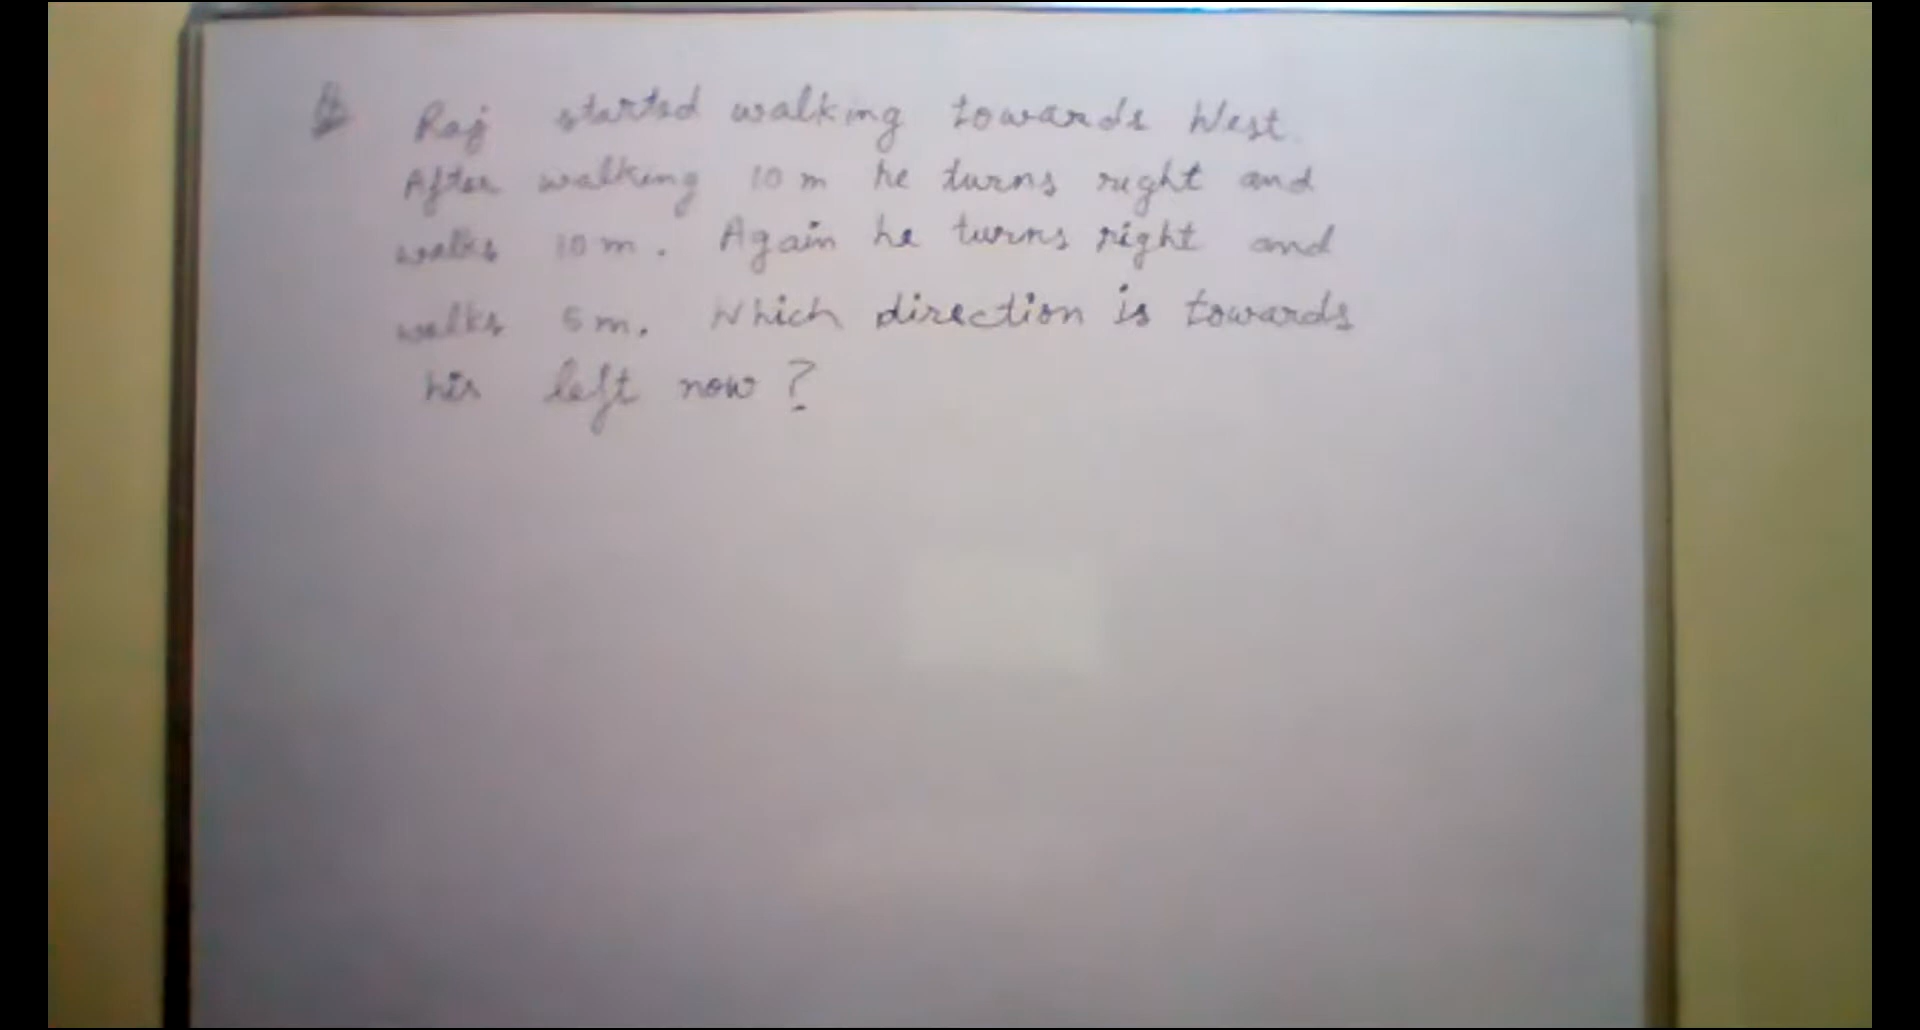 Q Raj started walking towards West.
After walking 10 m he turns right and
walks 10 m. Again he turns right and
walks 5 m. Which direction is towards
his left now?